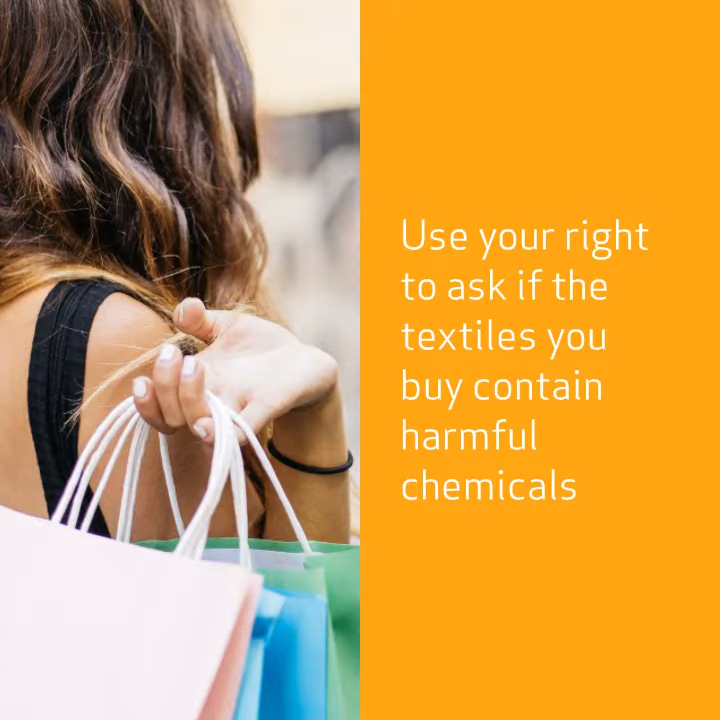 Use your right
to ask if the
textiles you
buy contain
harmful
chemicals